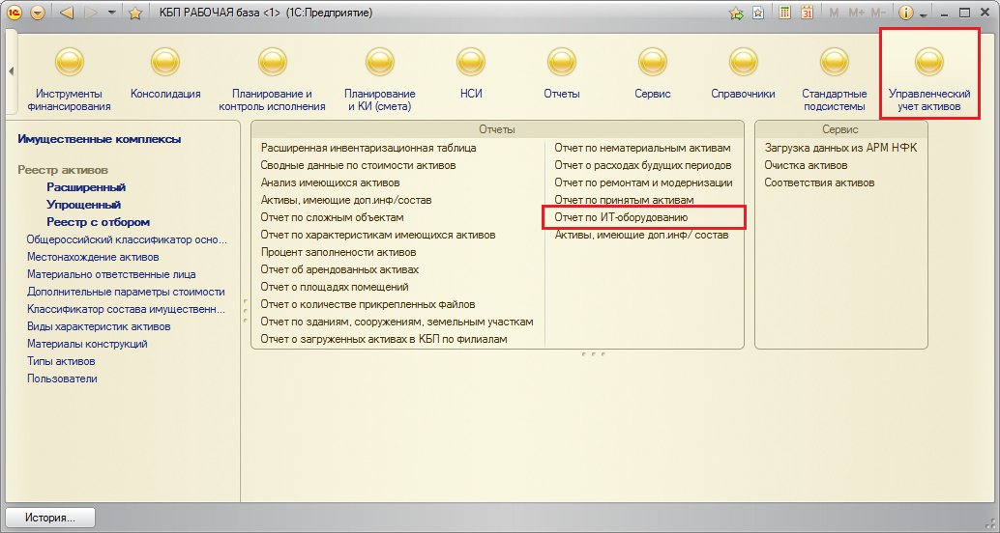 КБП РАБОЧАЯ база <1> (1С:Предприятие)
31
M M+ M-
Инструменты финансирования
Консолидация
Планирование и контроль исполнения
Планирование и КИ (смета)
НСИ
Отчеты
Сервис
Справочники
Стандартные подсистемы
Управленческий учет активов
Имущественные комплексы
Реестр активов
Расширенный
Упрощенный
Реестр с отбором
Общероссийский классификатор осно...
Местонахождение активов
Материально ответственные лица
Дополнительные параметры стоимости
Классификатор состава имущественн...
Виды характеристик активов
Материалы конструкций
Типы активов
Пользователи
Отчеты
Расширенная инвентаризационная таблица
Сводные данные по стоимости активов
Анализ имеющихся активов
Активы, имеющие доп.инф/состав
Отчет по сложным объектам
Отчет по характеристикам имеющихся активов
Процент заполнености активов
Отчет об арендованных активах
Отчет о площадях помещений
Отчет о количестве прикрепленных файлов
Отчет по зданиям, сооружениям, земельным участкам
Отчет о загруженных активах в КБП по филиалам
Отчет по нематериальным активам
Отчет о расходах будущих периодов
Отчет по ремонтам и модернизации
Отчет по принятым активам
Отчет по ИТ-оборудованию
Активы, имеющие доп.инф/ состав
Сервис
Загрузка данных из АРМ НФК
Очистка активов
Соответствия активов
История...